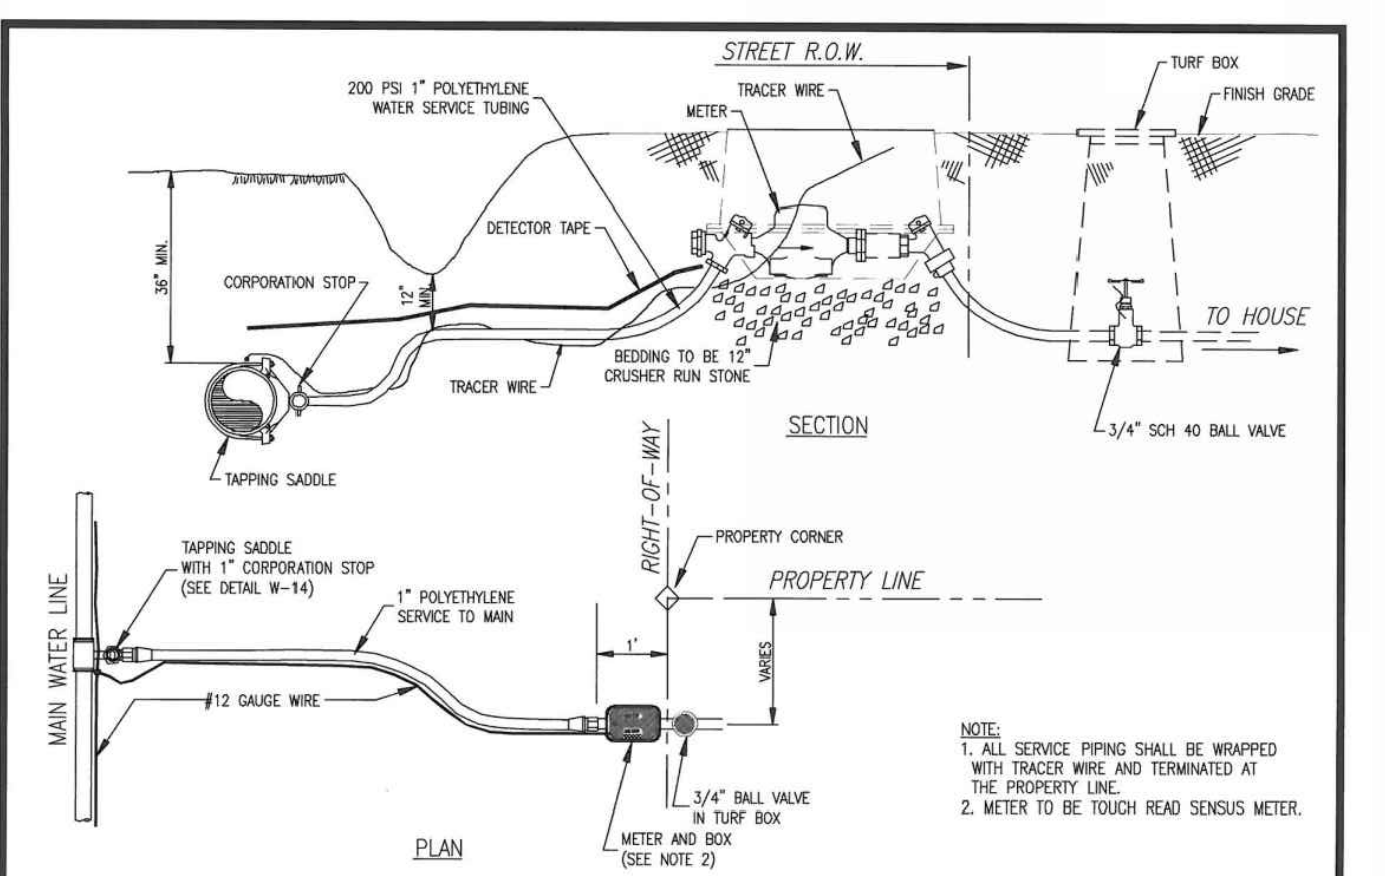 STREET R.O.W.
TURF BOX
200 PSI 1" POLYETHYLENE
WATER SERVICE TUBING
TRACER WIRE
FINISH GRADE
METER
DETECTOR TAPE
36" MIN.
CORPORATION STOP
12"
MIN.
TO HOUSE
BEDDING TO BE 12"
CRUSHER RUN STONE
TRACER WIRE
SECTION
3/4" SCH 40 BALL VALVE
TAPPING SADDLE
RIGHT-OF-WAY
PROPERTY CORNER
TAPPING SADDLE
WITH 1" CORPORATION STOP
(SEE DETAIL W-14)
PROPERTY LINE
1" POLYETHYLENE
SERVICE TO MAIN
MAIN WATER LINE
1'
VARIES
#12 GAUGE WIRE
NOTE:
1. ALL SERVICE PIPING SHALL BE WRAPPED
WITH TRACER WIRE AND TERMINATED AT
THE PROPERTY LINE.
2. METER TO BE TOUCH READ SENSUS METER.
3/4" BALL VALVE
IN TURF BOX
METER AND BOX
(SEE NOTE 2)
PLAN